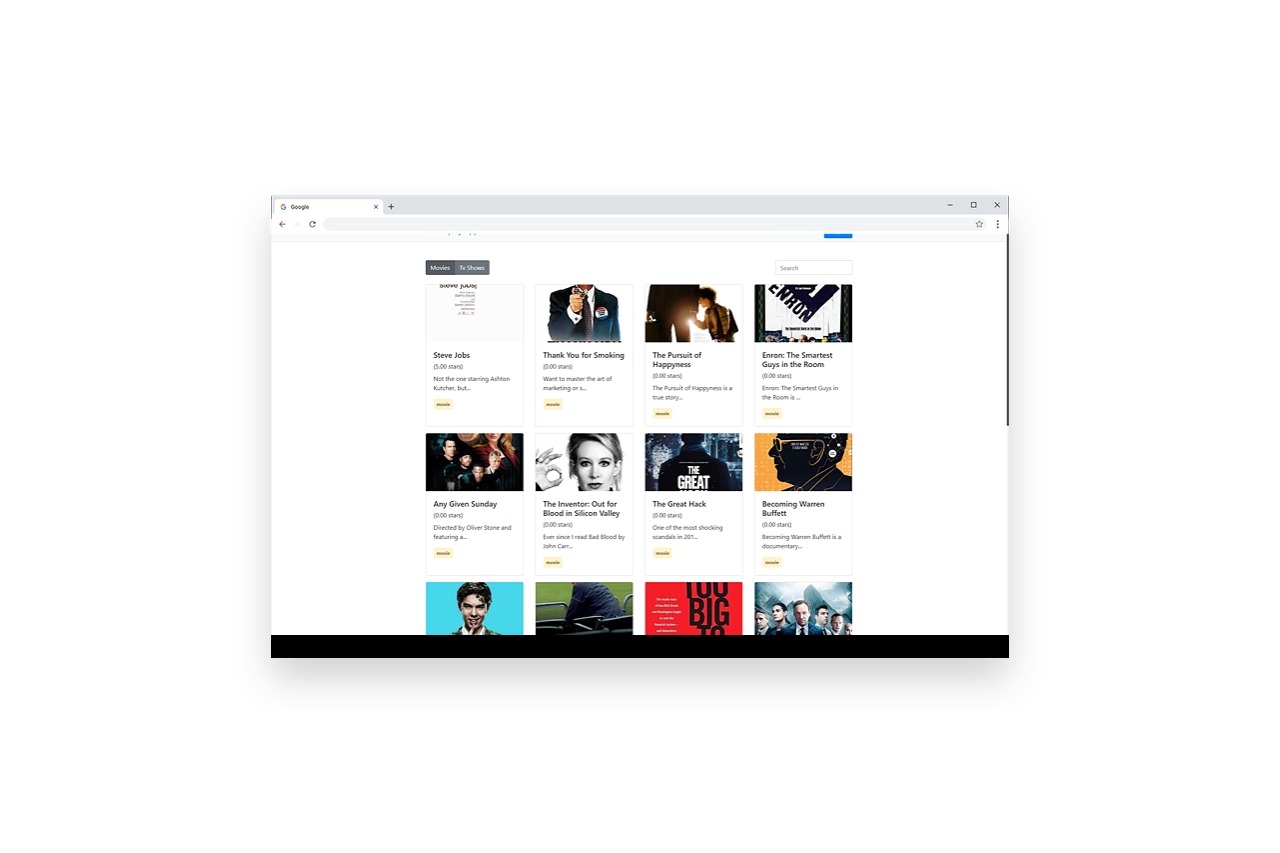 Google
Movies
Tv Shows
Search
Steve Jobs
Steve Jobs
(5.00 stars)
Not the one starring Ashton
Kutcher, but...
movie
Thank You for Smoking
(0.00 stars)
Want to master the art of
marketing or s...
movie
The Pursuit of
Happyness
(0.00 stars)
The Pursuit of Happyness is a
true story...
movie
ENRON
The Smartest Guys in the Room
Enron: The Smartest
Guys in the Room
(0.00 stars)
Enron: The Smartest Guys in
the Room is ...
movie
Any Given Sunday
(0.00 stars)
Directed by Oliver Stone and
featuring a...
movie
The Inventor: Out for
Blood in Silicon Valley
(0.00 stars)
Ever since I read Bad Blood by
John Carr...
movie
THE
GREAT
The Great Hack
(0.00 stars)
One of the most shocking
scandals in 201...
movie
Becoming Warren
Buffett
(0.00 stars)
Becoming Warren Buffett is a
documentary...
movie
TOO
BIG
TO